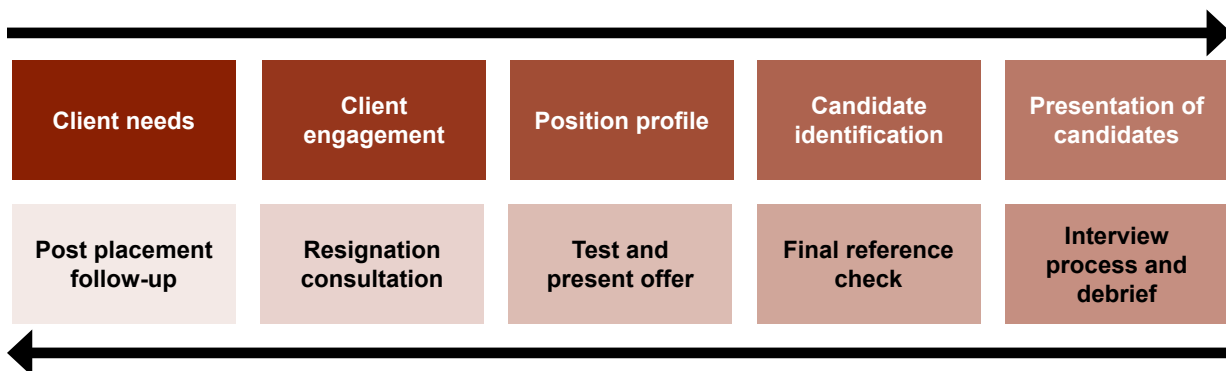 Client needs
Client
engagement
Position profile
Candidate
identification
Presentation of
candidates
Post placement
follow-up
Resignation
consultation
Test and
present offer
Final reference
check
Interview
process and
debrief